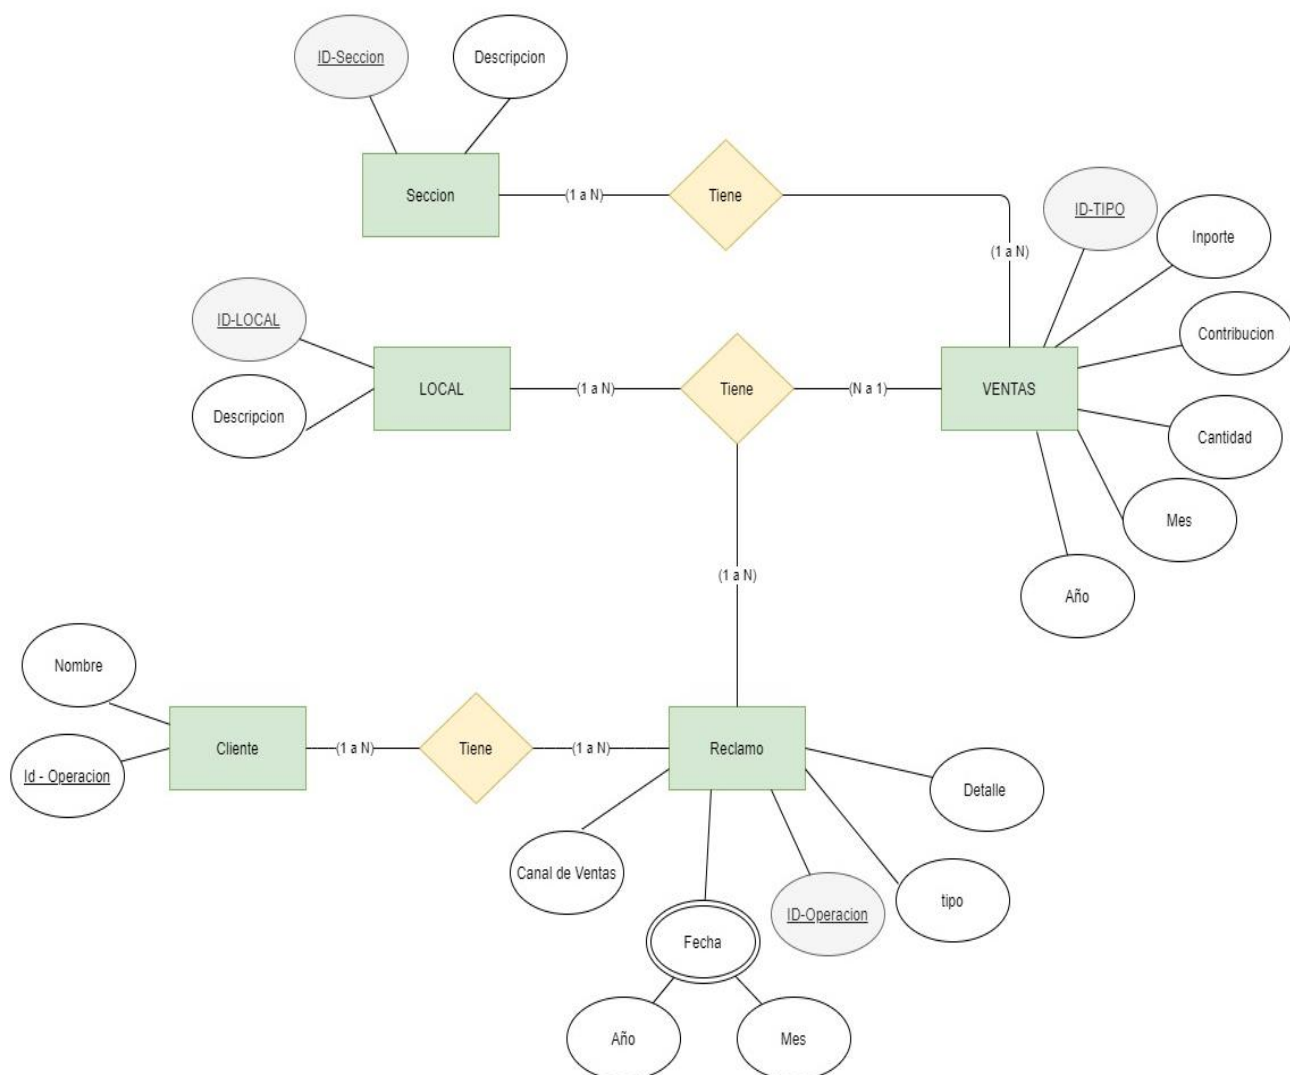 ID-Seccion
Descripcion
Seccion
(1 a N)
Tiene
(1 a N)
ID-TIPO
Inporte
ID-LOCAL
Descripcion
LOCAL
(1 a N)
Tiene
(N a 1)
VENTAS
Contribucion
Cantidad
Mes
Año
(1 a N)
Nombre
Id - Operacion
Cliente
(1 a N)
Tiene
(1 a N)
Reclamo
Detalle
Canal de Ventas
tipo
ID-Operacion
Fecha
Año
Mes